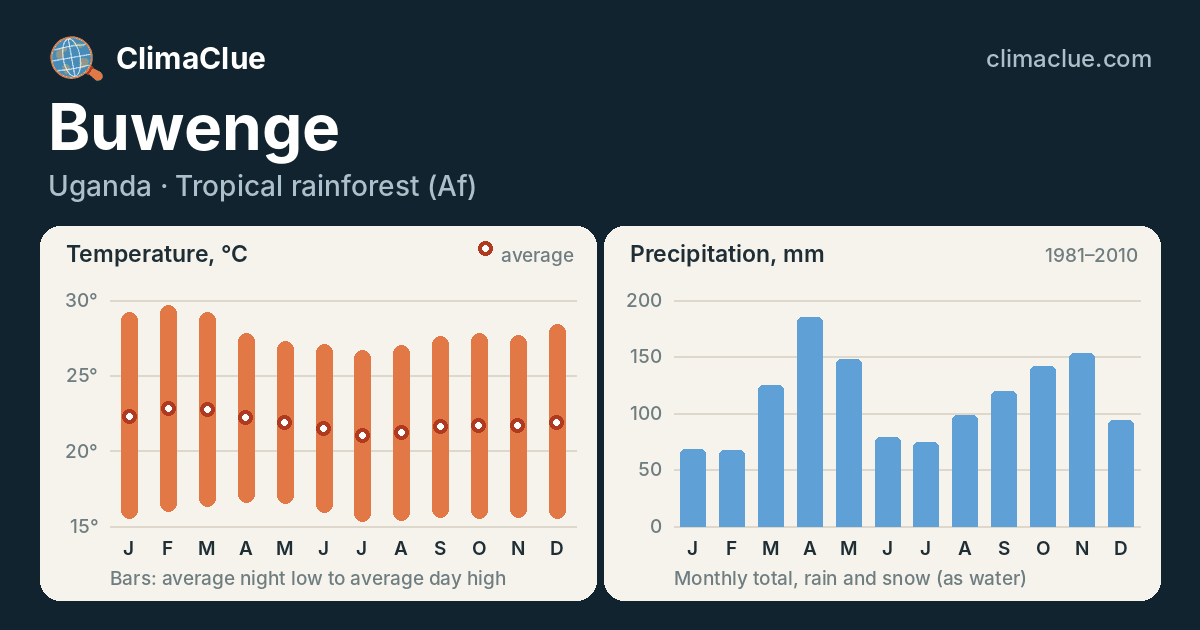 ClimaClue
climaclue.com
Buwenge
Uganda · Tropical rainforest (Af)
Temperature, °C
average
30°
25°
20°
15°
J F M A M J J A S O N D
Bars: average night low to average day high
Precipitation, mm
1981–2010
200
150
100
50
0
J F M A M J J A S O N D
Monthly total, rain and snow (as water)